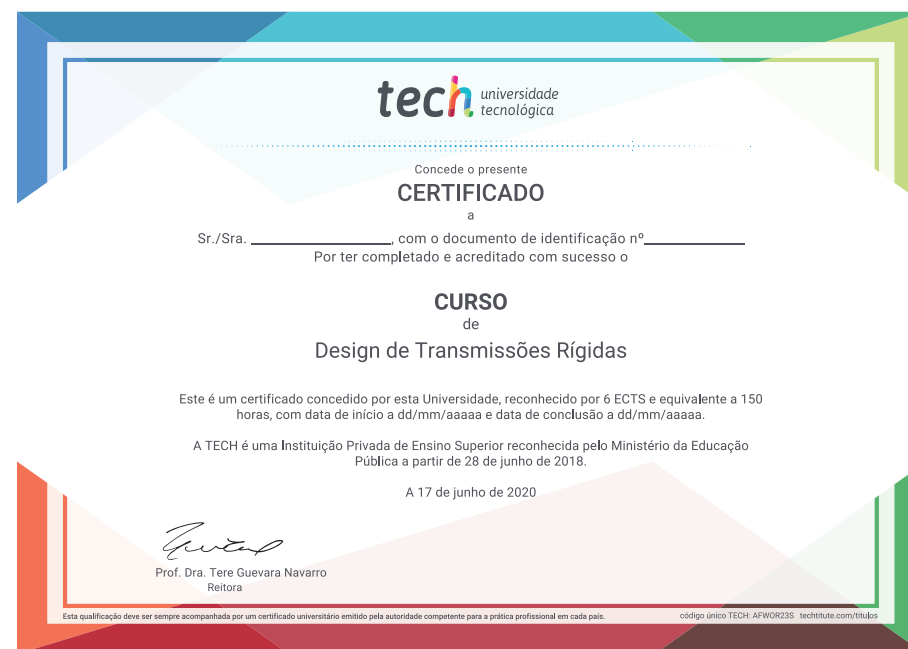 tech universidade
tecnológica
Concede o presente
CERTIFICADO
a
Sr./Sra. ____________________, com o documento de identificação nº______________
Por ter completado e acreditado com sucesso o
CURSO
de
Design de Transmissões Rígidas
Este é um certificado concedido por esta Universidade, reconhecido por 6 ECTS e equivalente a 150
horas, com data de início a dd/mm/aaaaa e data de conclusão a dd/mm/aaaaa.
A TECH é uma Instituição Privada de Ensino Superior reconhecida pelo Ministério da Educação
Pública a partir de 28 de junho de 2018.
A 17 de junho de 2020
Prof. Dra. Tere Guevara Navarro
Reitora
Esta qualificação deve ser sempre acompanhada por um certificado universitário emitido pela autoridade competente para a prática profissional em cada país.
código único TECH: AFWOR23S techtitute.com/titulos